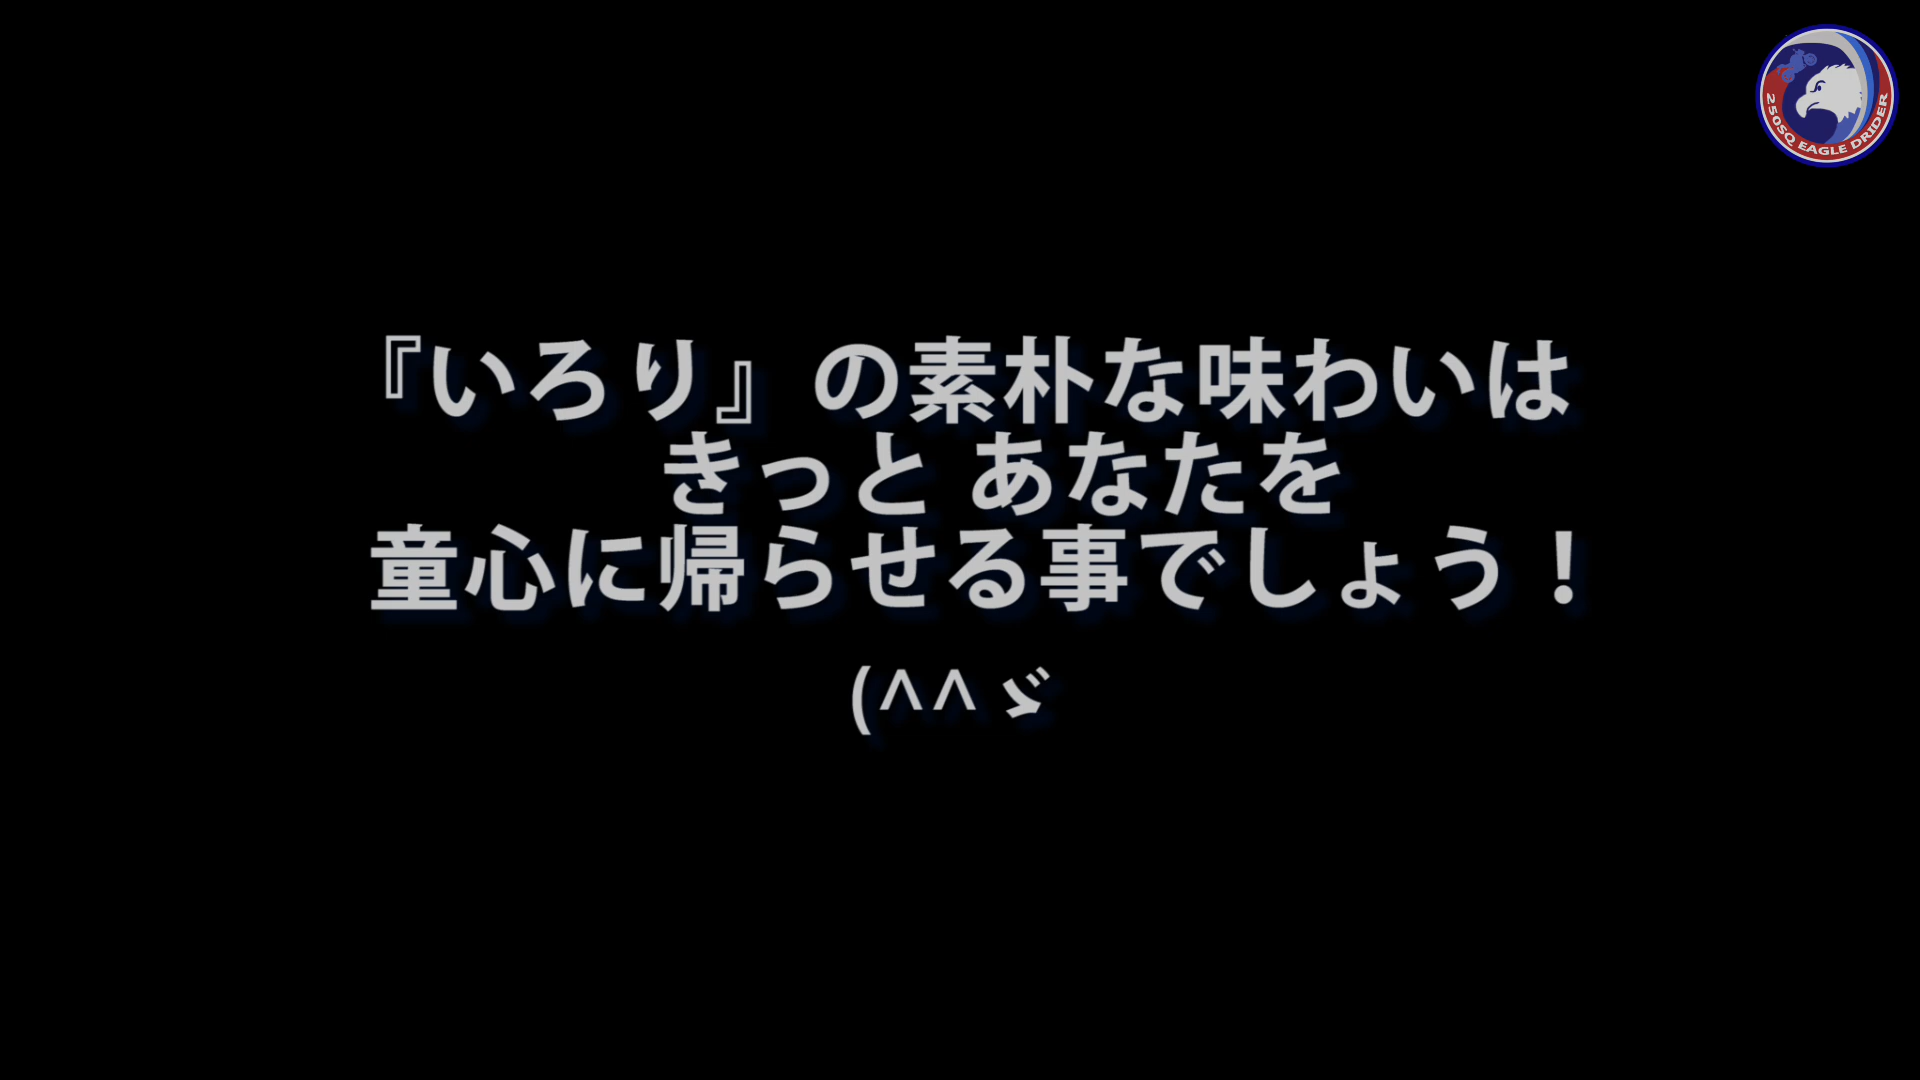 『いろり』の素朴な味わいは
きっと あなたを
童心に帰らせる事でしょう！
(^^ゞ
250SQ EAGLE DRIDER